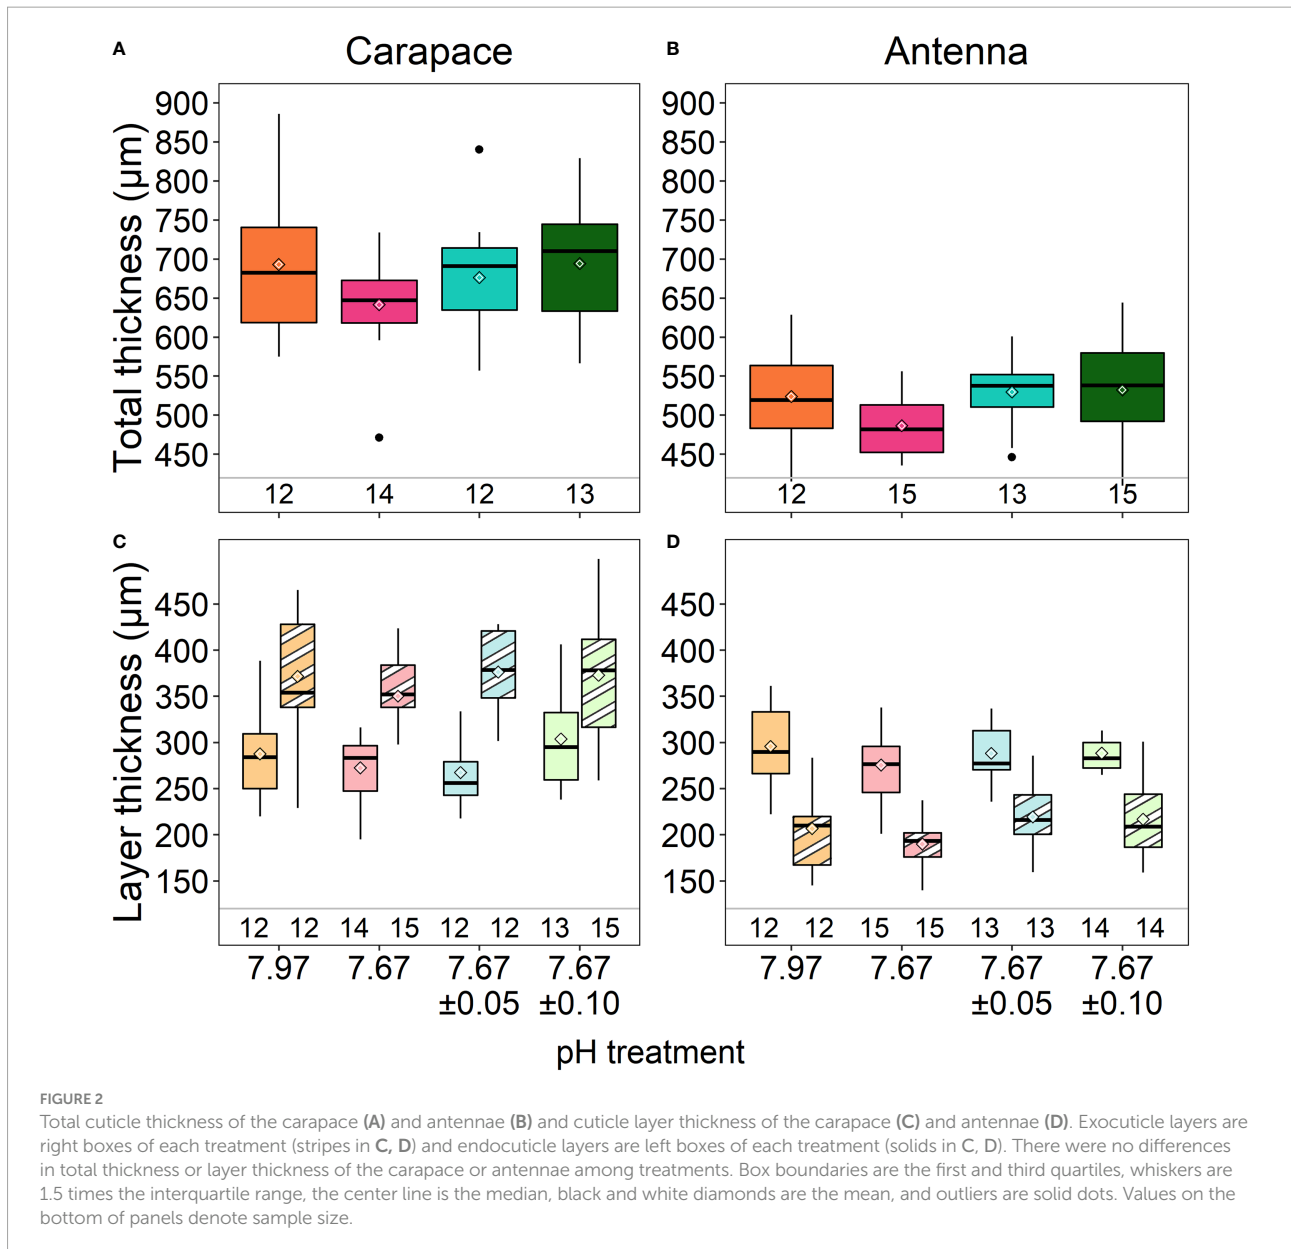 A
Carapace
B
Antenna
Total thickness (µm)
900
850
800
750
700
650
600
550
500
450
12
14
12
13
900
850
800
750
700
650
600
550
500
450
12
15
13
15
C
D
Layer thickness (µm)
450
400
350
300
250
200
150
12 12 14 15 12 12 13 15
7.97 7.67 7.67 7.67
±0.05 ±0.10
450
400
350
300
250
200
150
12 12 15 15 13 13 14 14
7.97 7.67 7.67 7.67
±0.05 ±0.10
pH treatment
FIGURE 2
Total cuticle thickness of the carapace (A) and antennae (B) and cuticle layer thickness of the carapace (C) and antennae (D). Exocuticle layers are
right boxes of each treatment (stripes in C, D) and endocuticle layers are left boxes of each treatment (solids in C, D). There were no differences
in total thickness or layer thickness of the carapace or antennae among treatments. Box boundaries are the first and third quartiles, whiskers are
1.5 times the interquartile range, the center line is the median, black and white diamonds are the mean, and outliers are solid dots. Values on the
bottom of panels denote sample size.